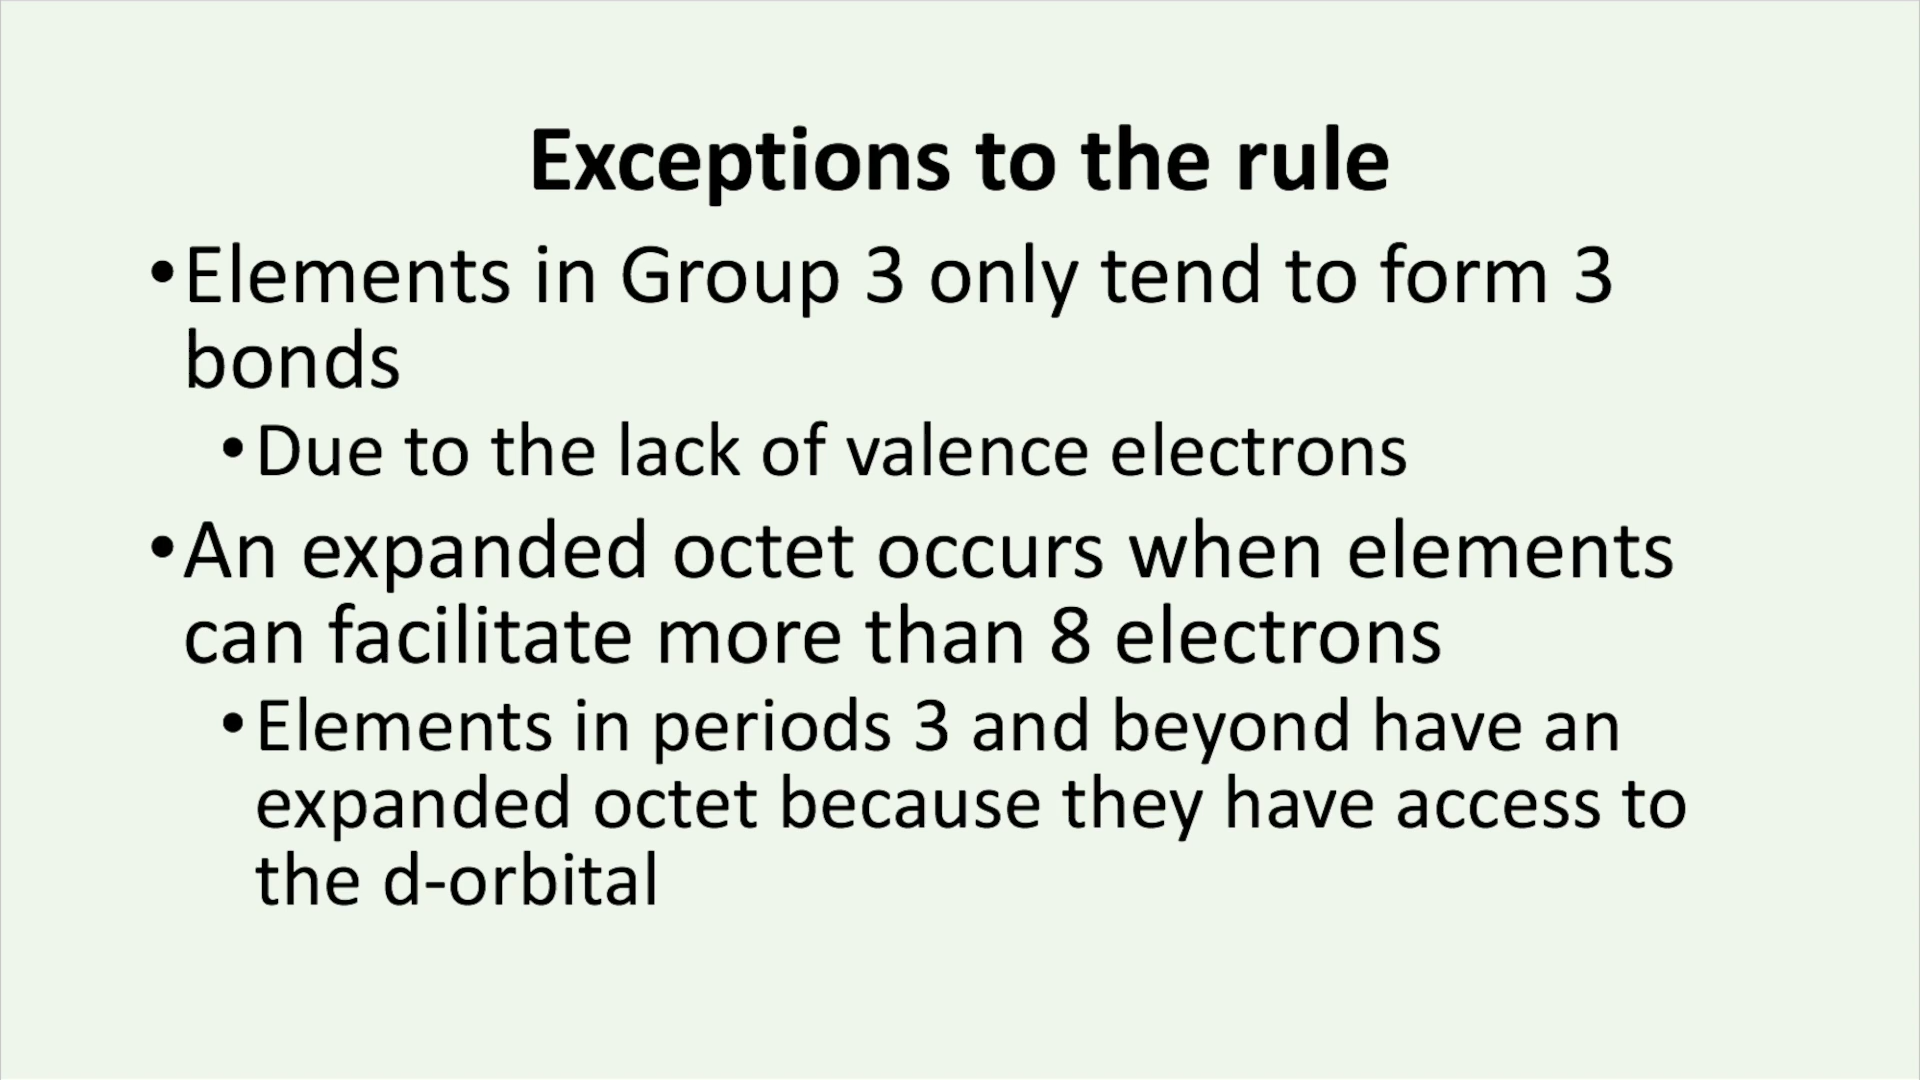 Exceptions to the rule
•Elements in Group 3 only tend to form 3
bonds
•Due to the lack of valence electrons
•An expanded octet occurs when elements
can facilitate more than 8 electrons
•Elements in periods 3 and beyond have an
expanded octet because they have access to
the d-orbital